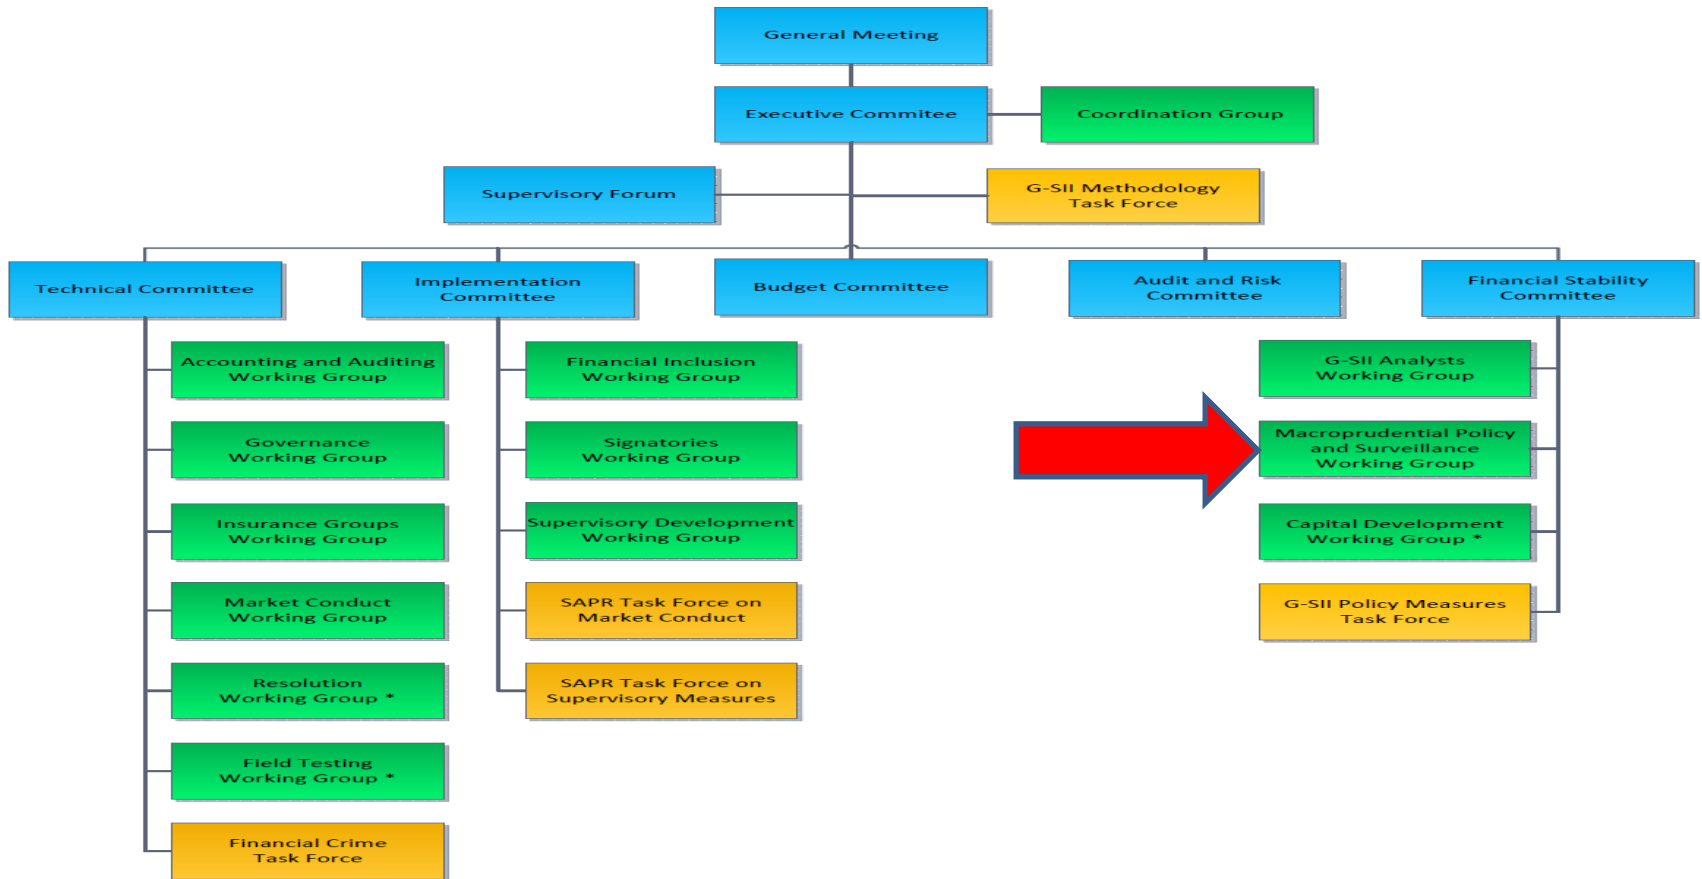 General Meeting
Executive Commitee
Coordination Group
Supervisory Forum
G-SII Methodology
Task Force
Technical Committee
Implementation
Committee
Budget Committee
Audit and Risk
Committee
Financial Stability
Committee
Accounting and Auditing
Working Group
Governance
Working Group
Insurance Groups
Working Group
Market Conduct
Working Group
Resolution
Working Group *
Field Testing
Working Group *
Financial Crime
Task Force
Financial Inclusion
Working Group
Signatories
Working Group
Supervisory Development
Working Group
SAPR Task Force on
Market Conduct
SAPR Task Force on
Supervisory Measures
G-SII Analysts
Working Group
Macroprudential Policy
and Surveillance
Working Group
Capital Development
Working Group *
G-SII Policy Measures
Task Force